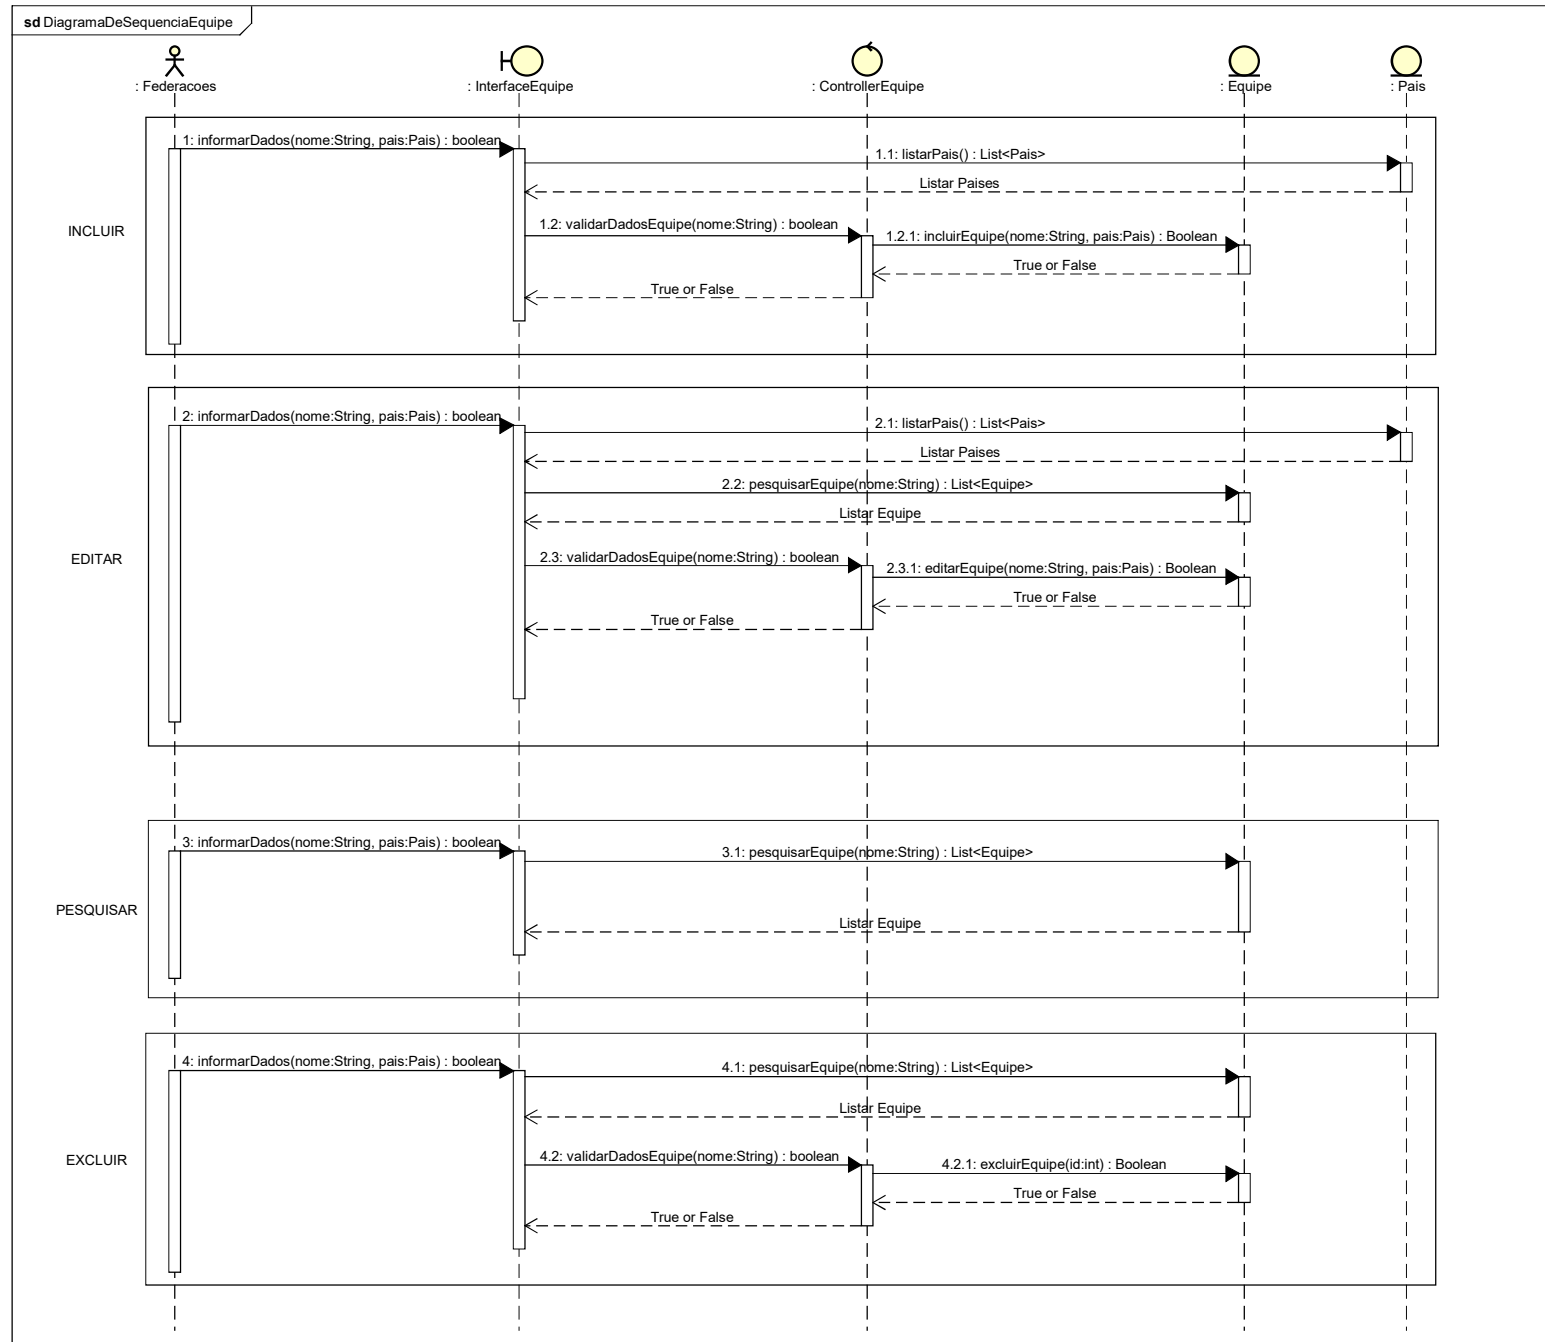 sd DiagramaDeSequenciaEquipe
: Federacoes
: InterfaceEquipe
: ControllerEquipe
: Equipe
: Pais
INCLUIR
1: informarDados(nome:String, pais:Pais) : boolean
1.1: listarPais() : List<Pais>
Listar Paises
1.2: validarDadosEquipe(nome:String) : boolean
1.2.1: incluirEquipe(nome:String, pais:Pais) : Boolean
True or False
True or False
EDITAR
2: informarDados(nome:String, pais:Pais) : boolean
2.1: listarPais() : List<Pais>
Listar Paises
2.2: pesquisarEquipe(nome:String) : List<Equipe>
Listar Equipe
2.3: validarDadosEquipe(nome:String) : boolean
2.3.1: editarEquipe(nome:String, pais:Pais) : Boolean
True or False
True or False
PESQUISAR
3: informarDados(nome:String, pais:Pais) : boolean
3.1: pesquisarEquipe(nome:String) : List<Equipe>
Listar Equipe
EXCLUIR
4: informarDados(nome:String, pais:Pais) : boolean
4.1: pesquisarEquipe(nome:String) : List<Equipe>
Listar Equipe
4.2: validarDadosEquipe(nome:String) : boolean
4.2.1: excluirEquipe(id:int) : Boolean
True or False
True or False